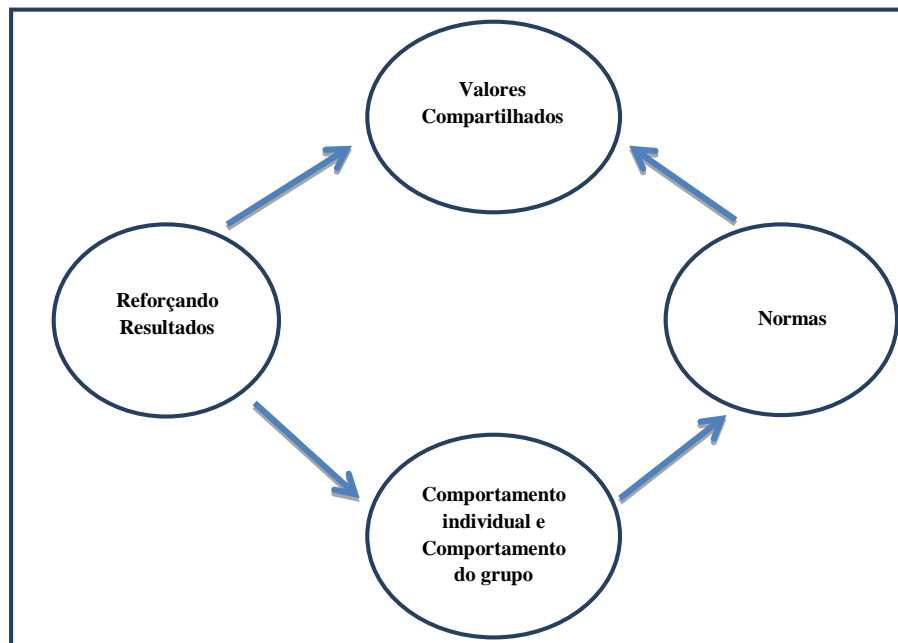 Valores
Compartilhados
Reforçando
Resultados
Normas
Comportamento
individual e
Comportamento
do grupo